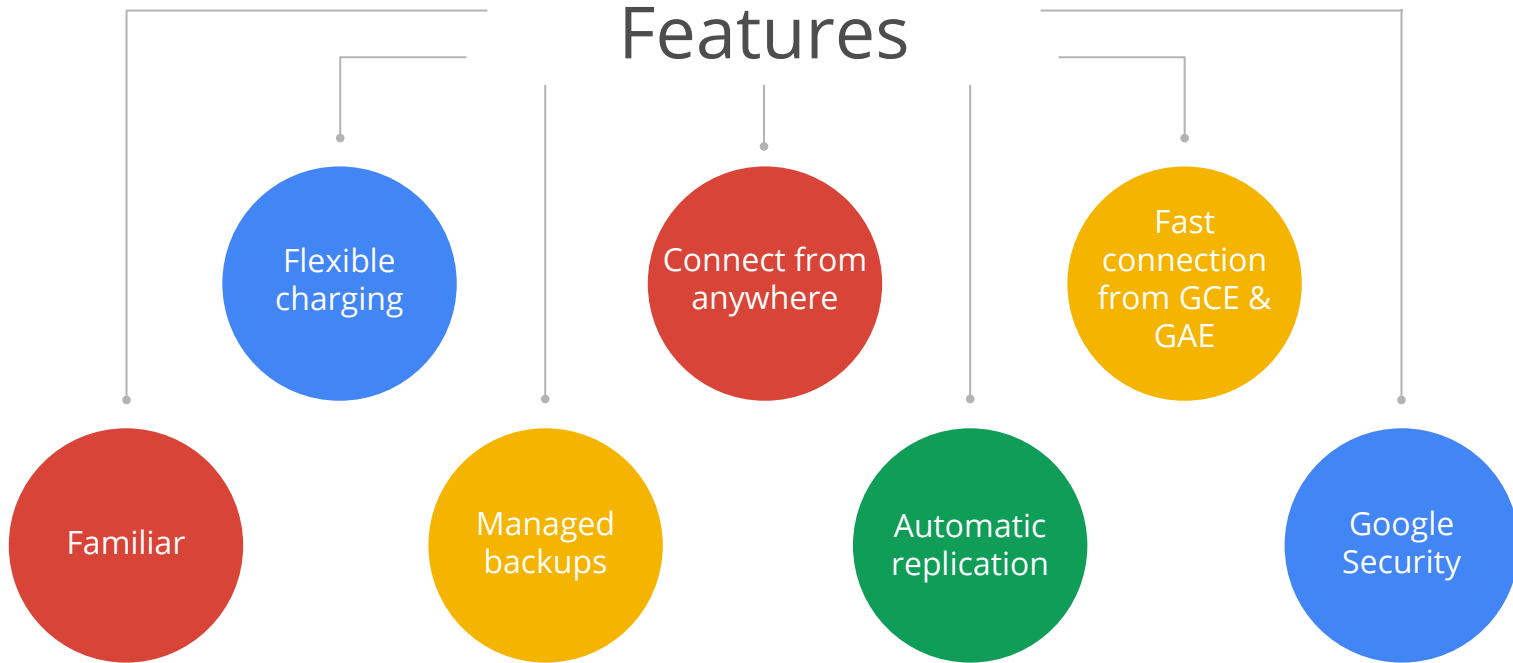 Features
Flexible
charging
Connect from
anywhere
Fast
connection
from GCE &
GAE
Familiar
Managed
backups
Automatic
replication
Google
Security